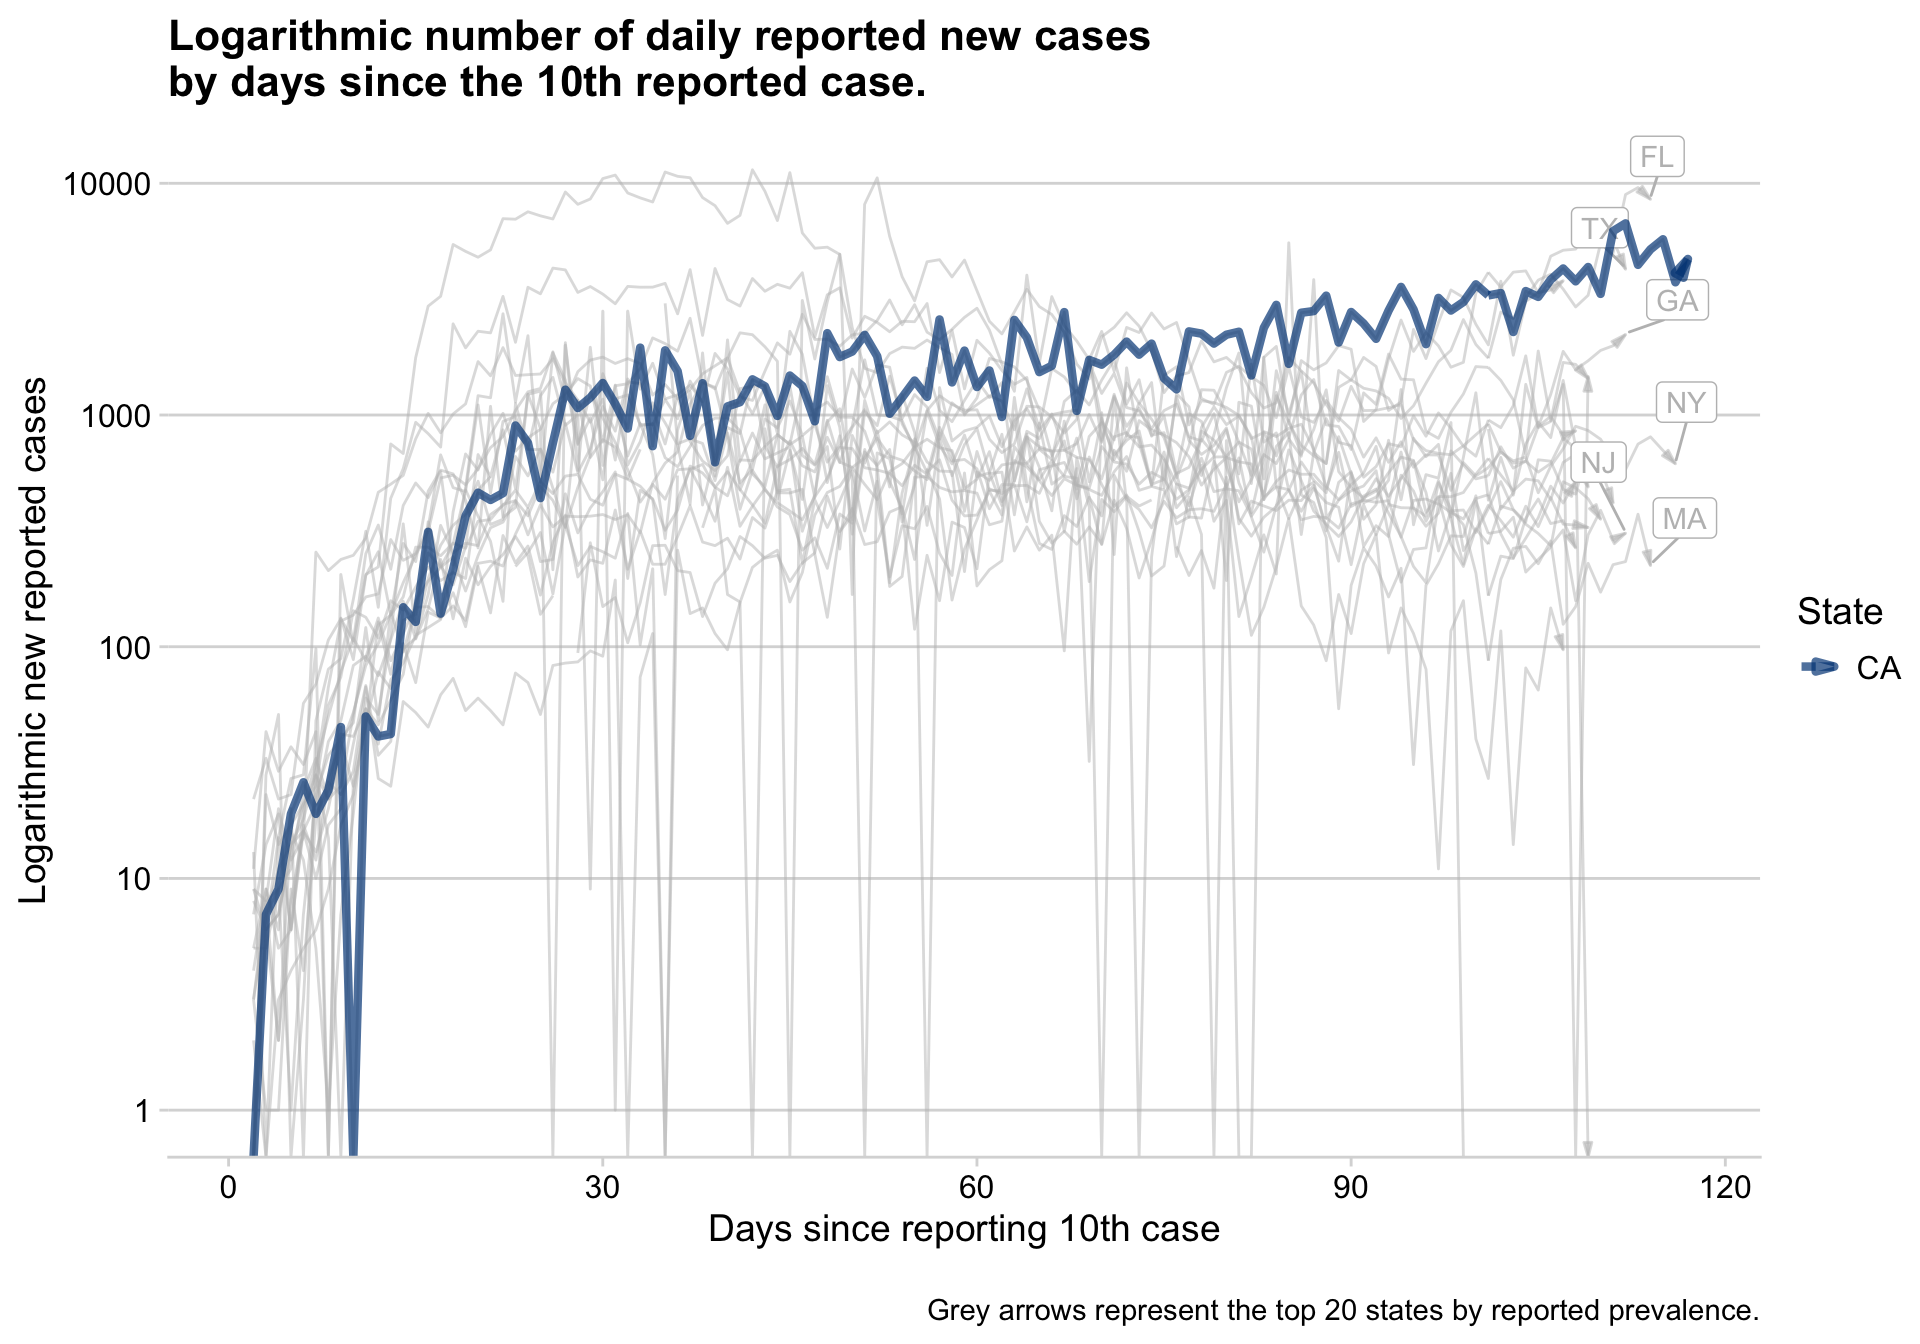 Logarithmic number of daily reported new cases
by days since the 10th reported case.
Logarithmic new reported cases
10000
1000
100
10
1
FL
TX
GA
NY
NJ
MA
State
CA
0
30
60
90
120
Days since reporting 10th case
Grey arrows represent the top 20 states by reported prevalence.